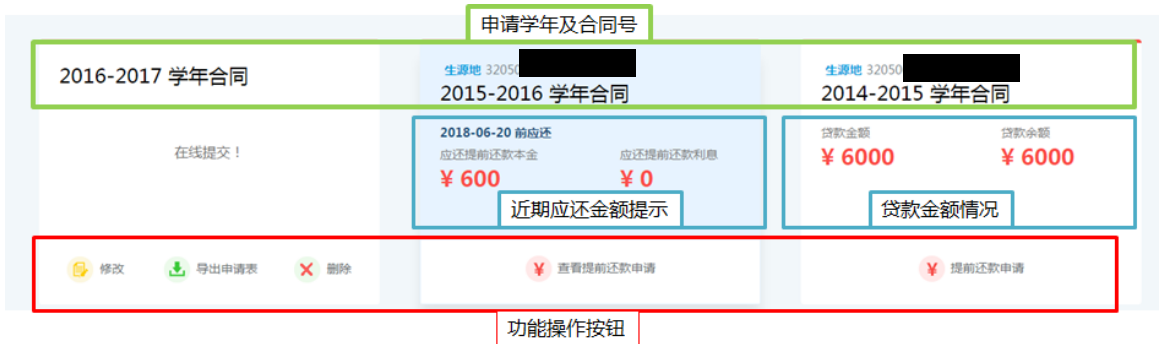 申请学年及合同号
2016-2017 学年合同
在线提交！
修改
导出申请表
删除
生源地 32050
2015-2016 学年合同
2018-06-20 前应还
应还提前还款本金 应还提前还款利息
¥ 600 ¥ 0
近期应还金额提示
¥ 查看提前还款申请
生源地 32050
2014-2015 学年合同
贷款金额 贷款余额
¥ 6000 ¥ 6000
贷款金额情况
¥ 提前还款申请
功能操作按钮